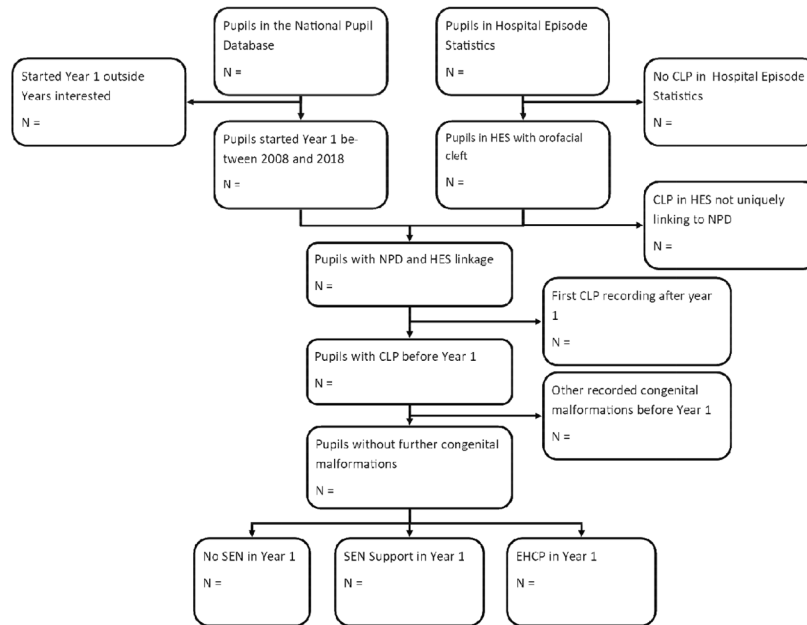 Pupils in the National Pupil
Database
N =
Pupils in Hospital Episode
Statistics
N =
Started Year 1 outside
Years interested
N =
No CLP in Hospital Episode
Statistics
N =
Pupils started Year 1 be-
tween 2008 and 2018
N =
Pupils in HES with orofacial
cleft
N =
CLP in HES not uniquely
linking to NPD
N =
Pupils with NPD and HES linkage
N =
First CLP recording after year
1
N =
Pupils with CLP before Year 1
N =
Other recorded congenital
malformations before Year 1
N =
Pupils without further congenital
malformations
N =
No SEN in Year 1
N =
SEN Support in Year 1
N =
EHCP in Year 1
N =